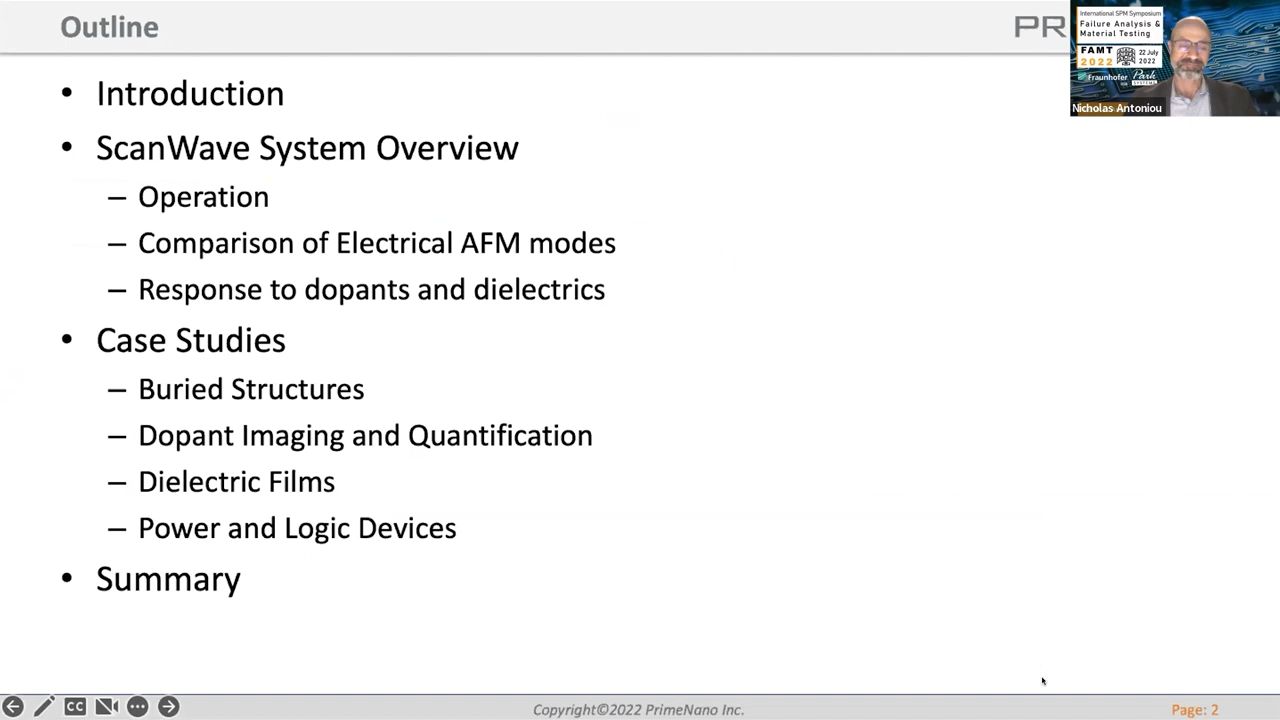 Outline
PR
International SPM Symposium
Failure Analysis &
Material Testing
FAMT
2022
22 July
2022
Fraunhofer
Park
SYSTEMS
Nicholas Antoniou
• Introduction
• ScanWave System Overview
– Operation
– Comparison of Electrical AFM modes
– Response to dopants and dielectrics
• Case Studies
– Buried Structures
– Dopant Imaging and Quantification
– Dielectric Films
– Power and Logic Devices
• Summary
CC
Copyright©2022 PrimeNano Inc.
Page: 2